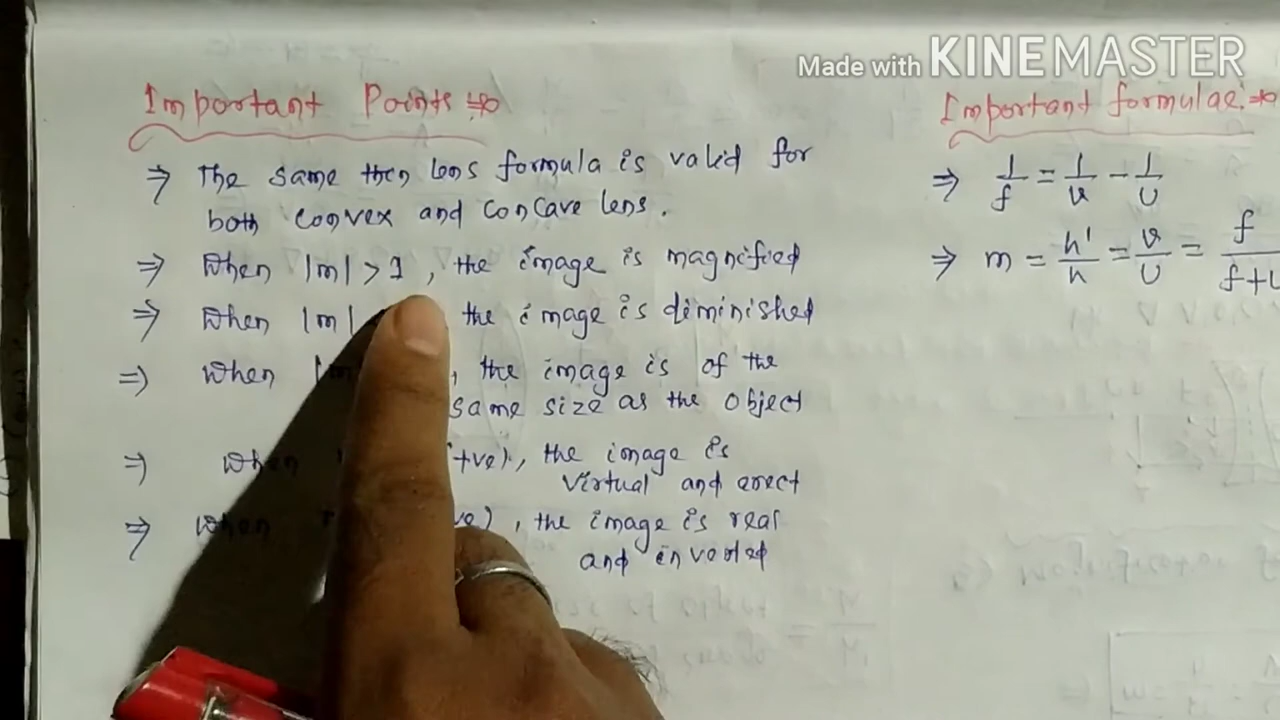 Made with KINEMASTER
Important Points
⇒ The same then lens formula is valid for
both convex and concave lens.
⇒ When |m| > 1, the image is magnified
⇒ When |m| the image is diminished
⇒ When , the image is of the
same size as the object
⇒ When +ve), the image is
virtual and erect
⇒ When ve), the image is real
and inverted
Important formulae:
⇒ 1/f = 1/v - 1/u
⇒ m = h'/h = v/u = f/f+u